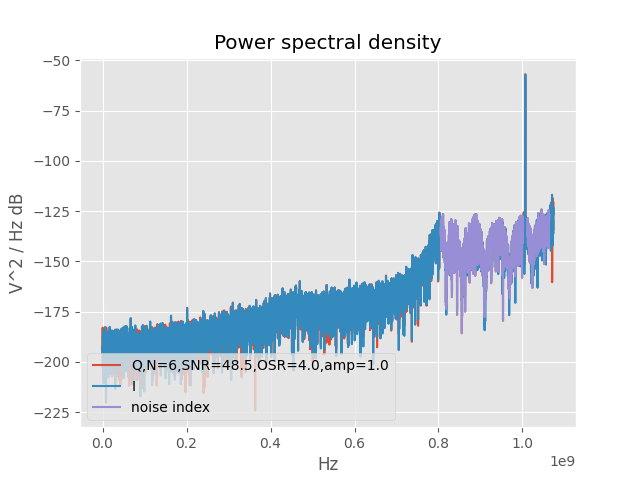 Power spectral density
V^2 / Hz dB
−50
−75
−100
−125
−150
−175
−200
−225
Q,N=6,SNR=48.5,OSR=4.0,amp=1.0
I
noise index
0.0 0.2 0.4 0.6 0.8 1.0
1e9
Hz